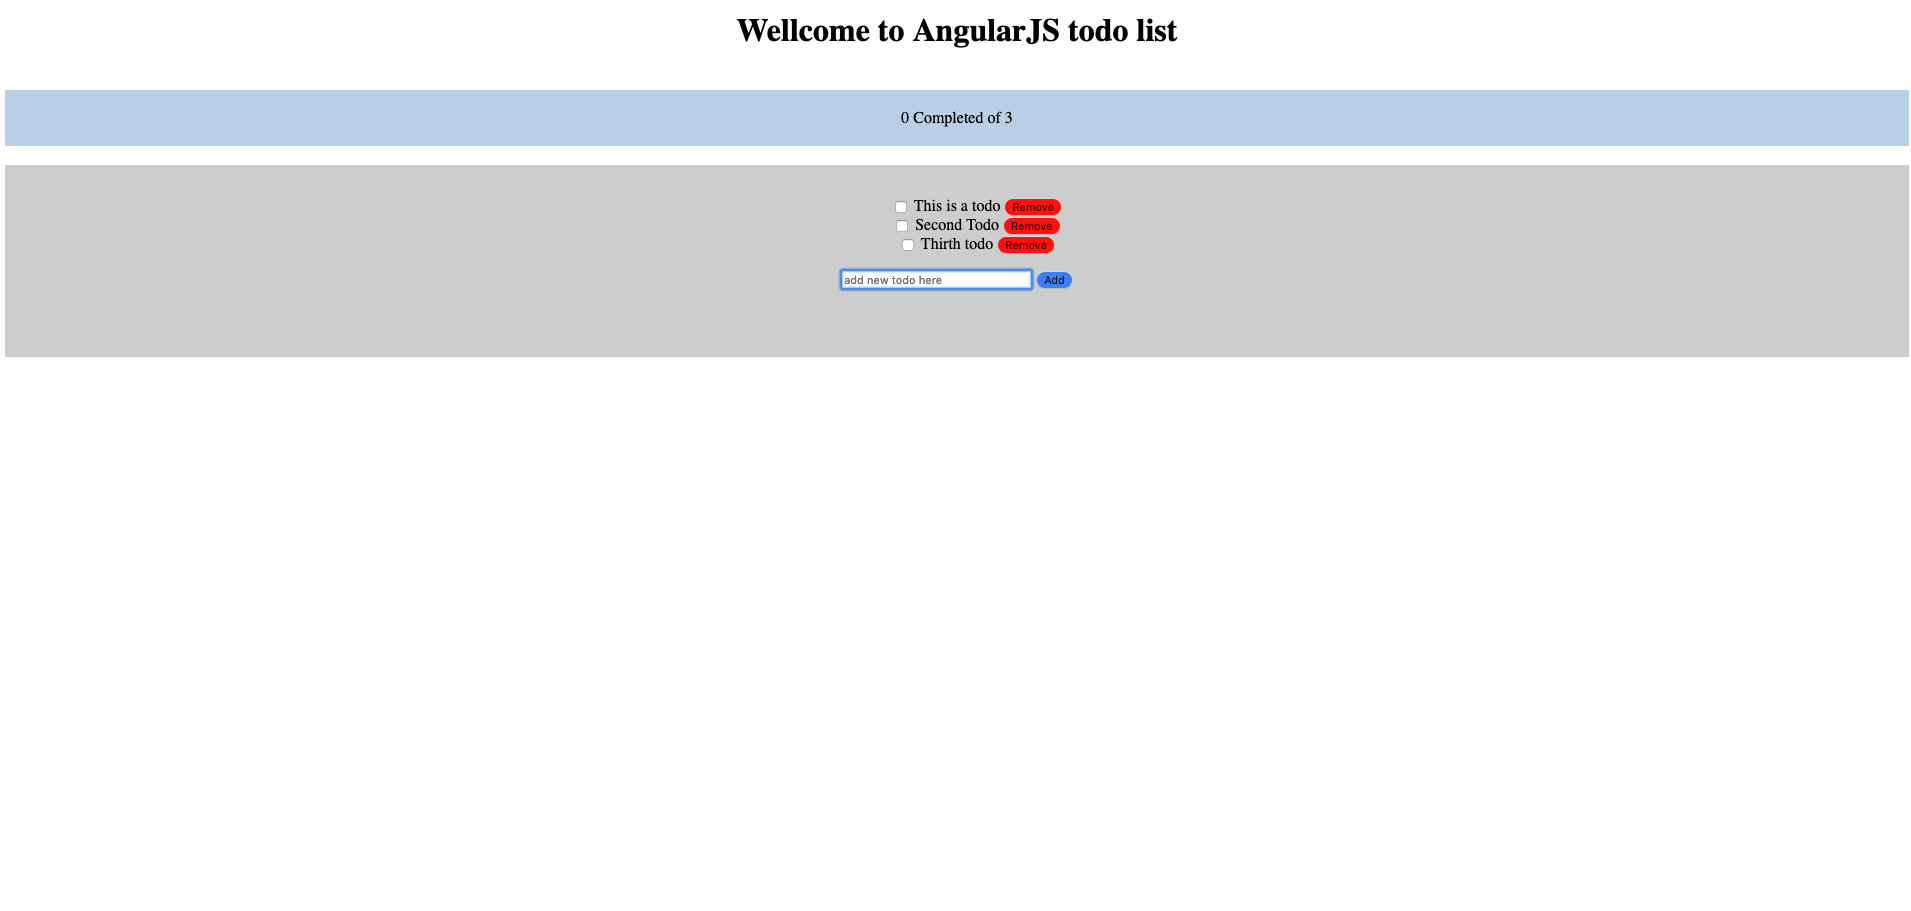 Wellcome to AngularJS todo list
0 Completed of 3
This is a todo Remove
Second Todo Remove
Thirth todo Remove
add new todo here Add